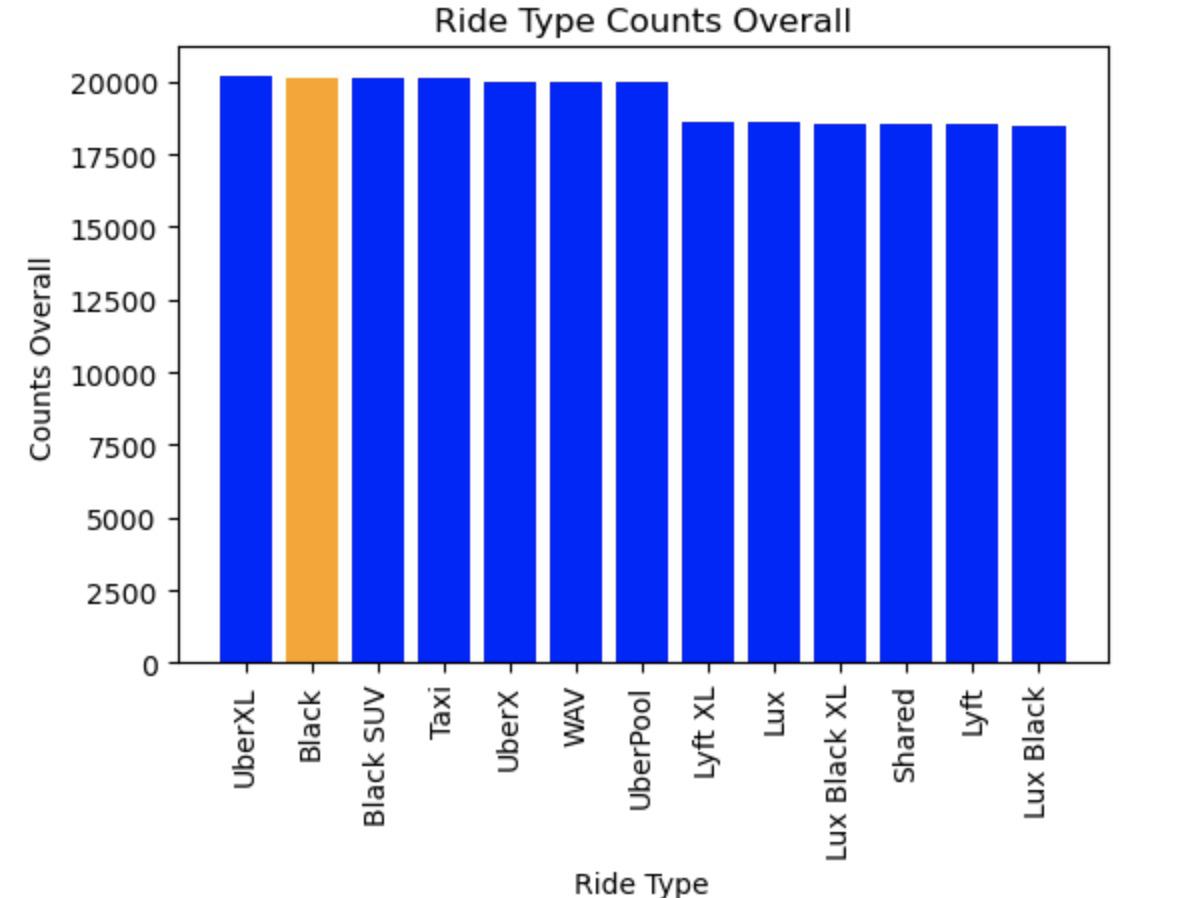 Ride Type Counts Overall
Counts Overall
20000
17500
15000
12500
10000
7500
5000
2500
0
UberXL
Black
Black SUV
Taxi
UberX
WAV
UberPool
Lyft XL
Lux
Lux Black XL
Shared
Lyft
Lux Black
Ride Type